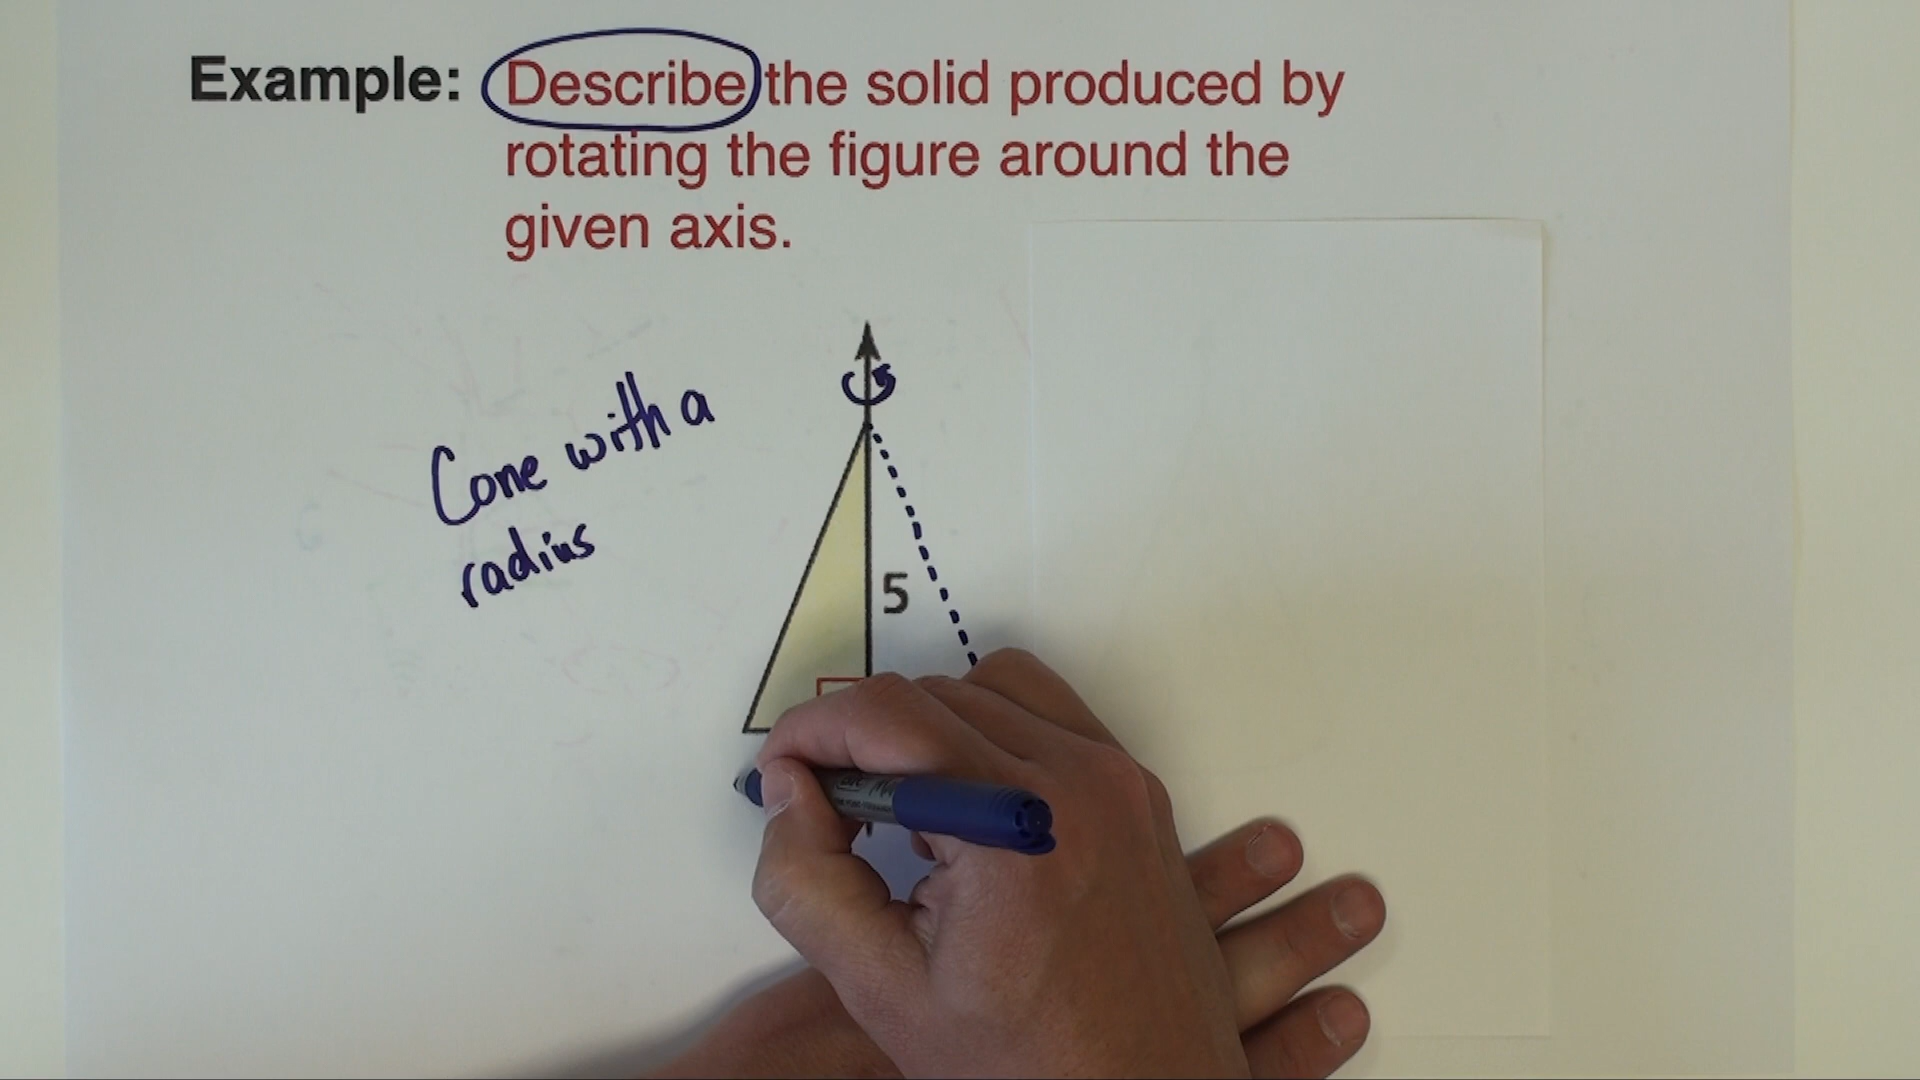 Example: Describe the solid produced by
rotating the figure around the
given axis.
Cone with a
radius
5